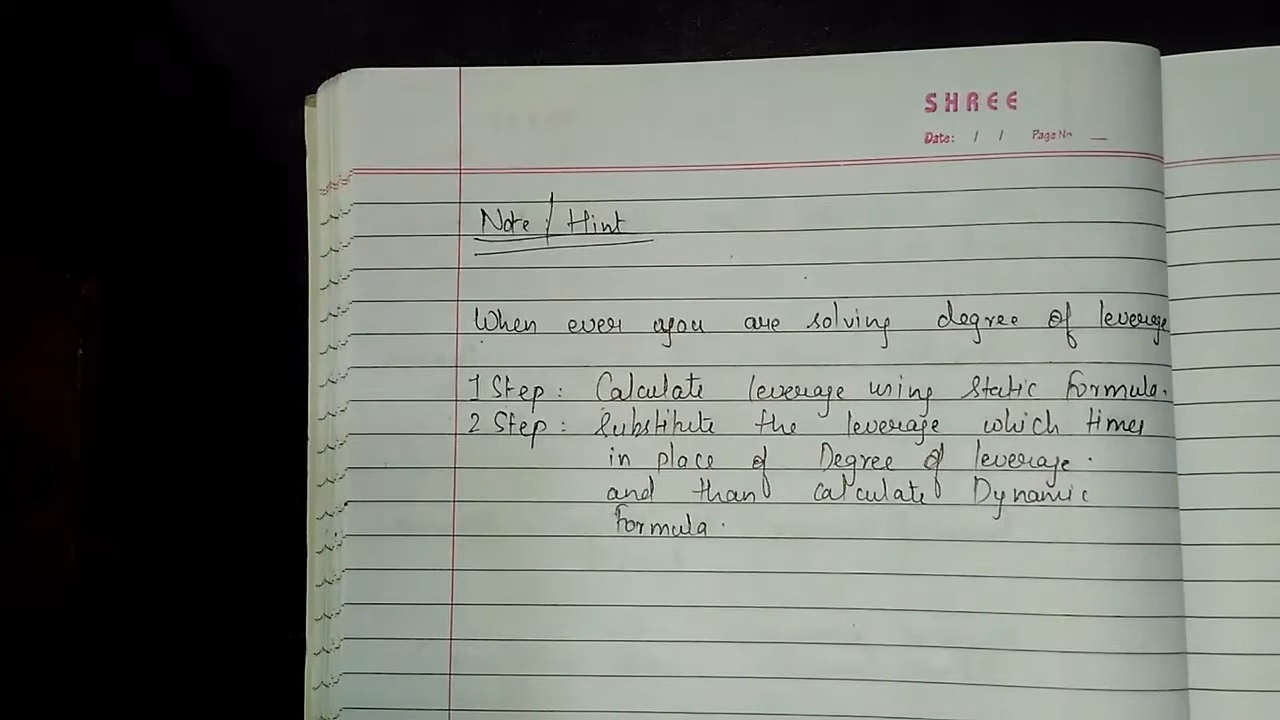 SHREE
Date: / / Page No __
Note / Hint
When ever you are solving degree of leverage
1 Step: Calculate leverage using static formula.
2 Step: Substitute the leverage which times
in place of Degree of leverage.
and than calculate Dynamic
formula.